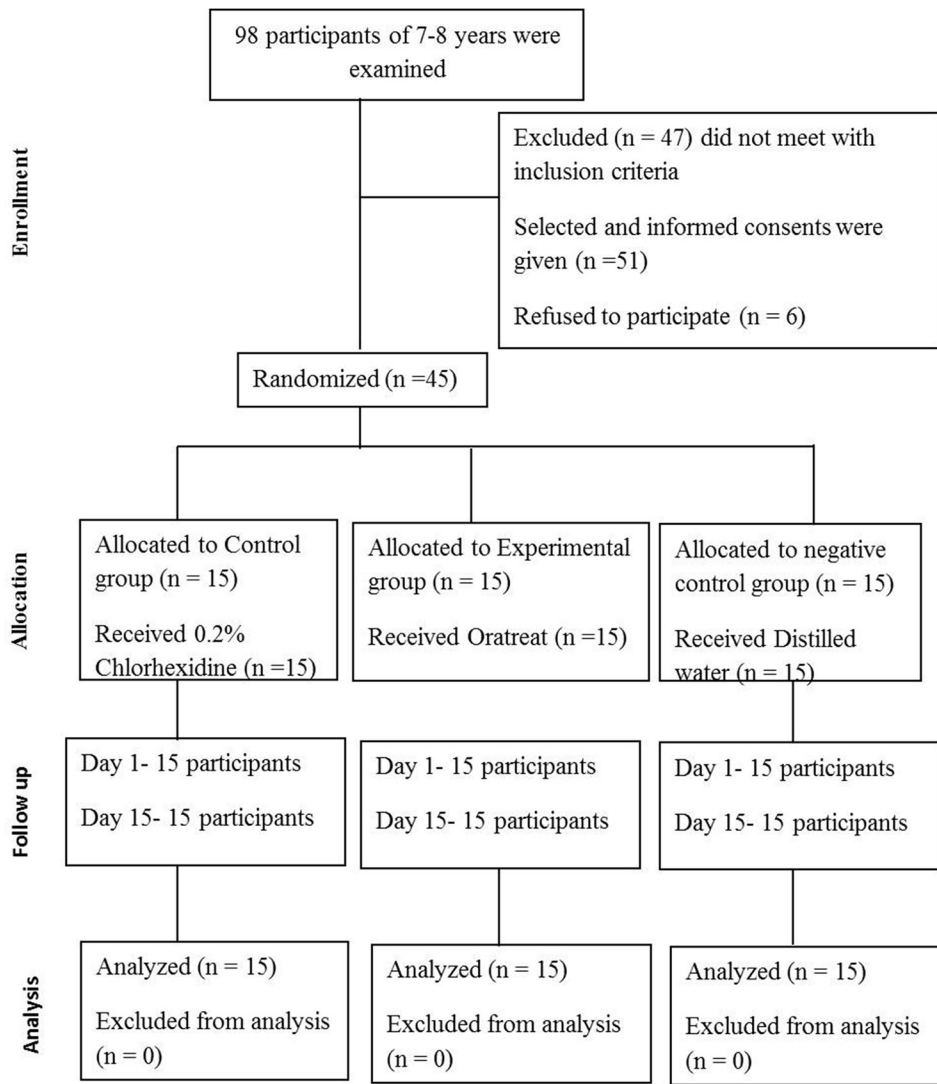 98 participants of 7-8 years were
examined
Enrollment
Excluded (n = 47) did not meet with
inclusion criteria
Selected and informed consents were
given (n =51)
Refused to participate (n = 6)
Randomized (n =45)
Allocation
Allocated to Control
group (n = 15)
Received 0.2%
Chlorhexidine (n =15)
Allocated to Experimental
group (n = 15)
Received Oratreat (n =15)
Allocated to negative
control group (n = 15)
Received Distilled
water (n = 15)
Follow up
Day 1- 15 participants
Day 15- 15 participants
Day 1- 15 participants
Day 15- 15 participants
Day 1- 15 participants
Day 15- 15 participants
Analysis
Analyzed (n = 15)
Excluded from analysis
(n = 0)
Analyzed (n = 15)
Excluded from analysis
(n = 0)
Analyzed (n = 15)
Excluded from analysis
(n = 0)